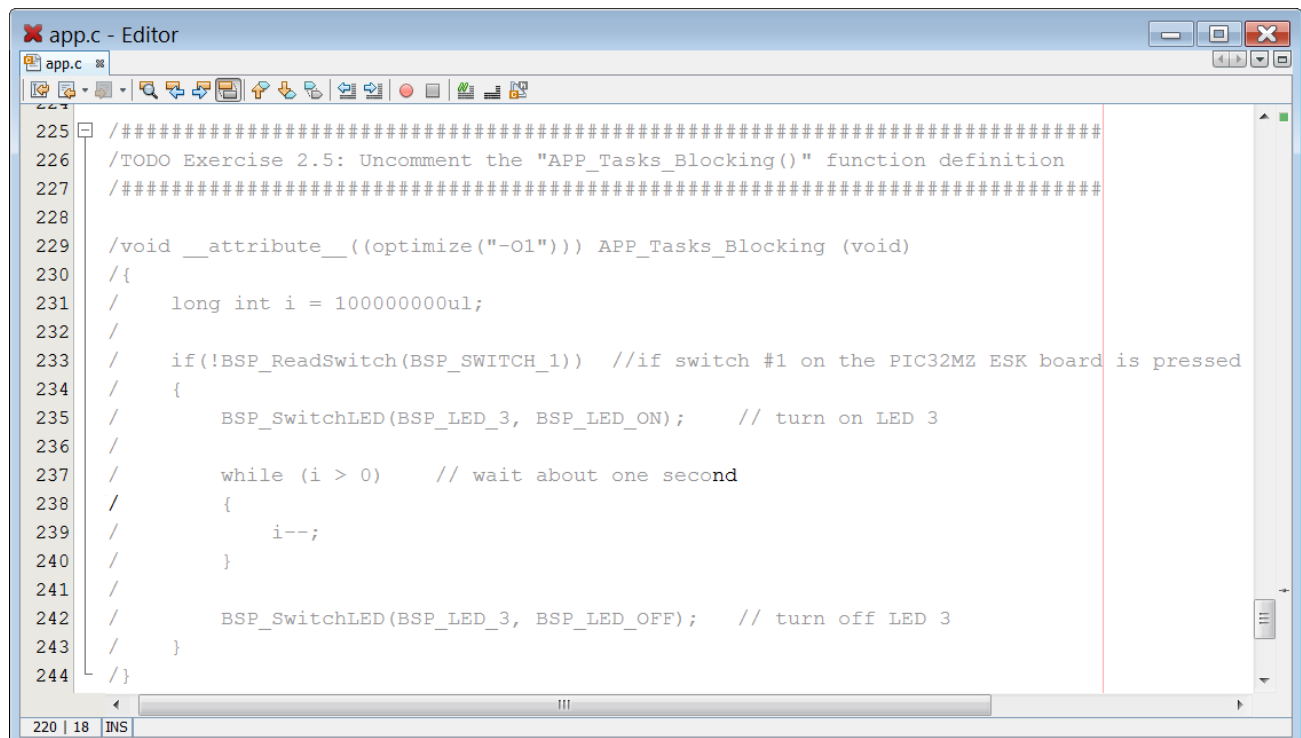 app.c - Editor
app.c
224
225 /##############################################################################
226 /TODO Exercise 2.5: Uncomment the "APP_Tasks_Blocking()" function definition
227 /##############################################################################
228
229 /void __attribute__((optimize("-O1"))) APP_Tasks_Blocking (void)
230 /{
231 /    long int i = 100000000ul;
232 /
233 /    if(!BSP_ReadSwitch(BSP_SWITCH_1))  //if switch #1 on the PIC32MZ ESK board is pressed
234 /    {
235 /        BSP_SwitchLED(BSP_LED_3, BSP_LED_ON);    // turn on LED 3
236 /
237 /        while (i > 0)    // wait about one second
238 /        {
239 /            i--;
240 /        }
241 /
242 /        BSP_SwitchLED(BSP_LED_3, BSP_LED_OFF);   // turn off LED 3
243 /    }
244 /}
220 | 18 INS